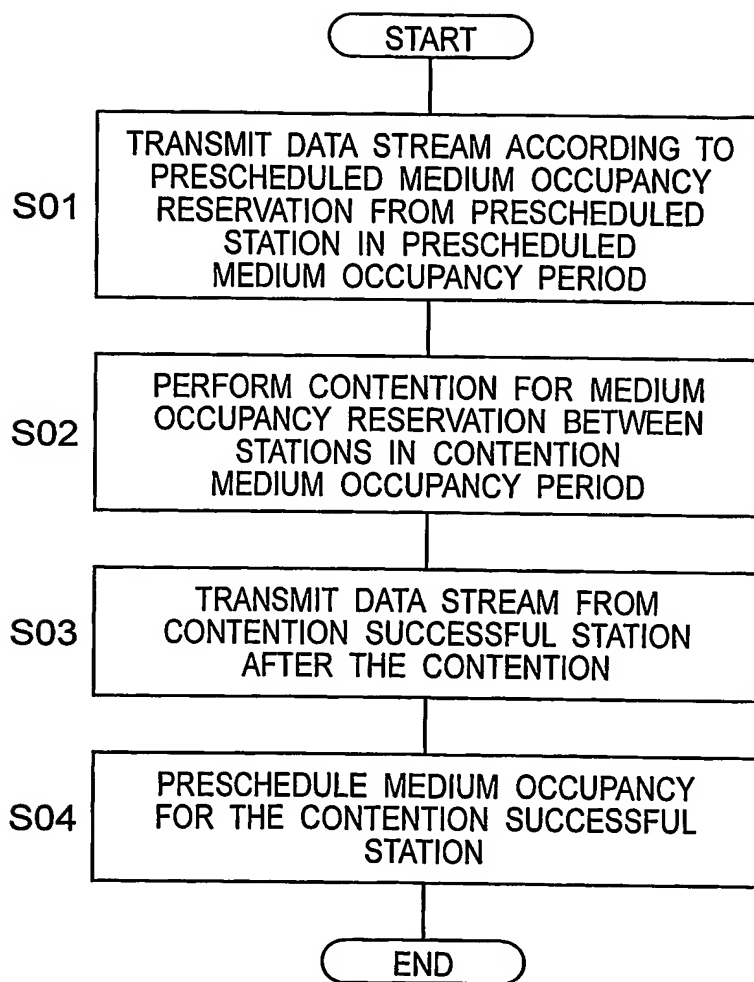 START
S01
TRANSMIT DATA STREAM ACCORDING TO
PRESCHEDULED MEDIUM OCCUPANCY
RESERVATION FROM PRESCHEDULED
STATION IN PRESCHEDULED
MEDIUM OCCUPANCY PERIOD
S02
PERFORM CONTENTION FOR MEDIUM
OCCUPANCY RESERVATION BETWEEN
STATIONS IN CONTENTION
MEDIUM OCCUPANCY PERIOD
S03
TRANSMIT DATA STREAM FROM
CONTENTION SUCCESSFUL STATION
AFTER THE CONTENTION
S04
PRESCHEDULE MEDIUM OCCUPANCY
FOR THE CONTENTION SUCCESSFUL
STATION
END